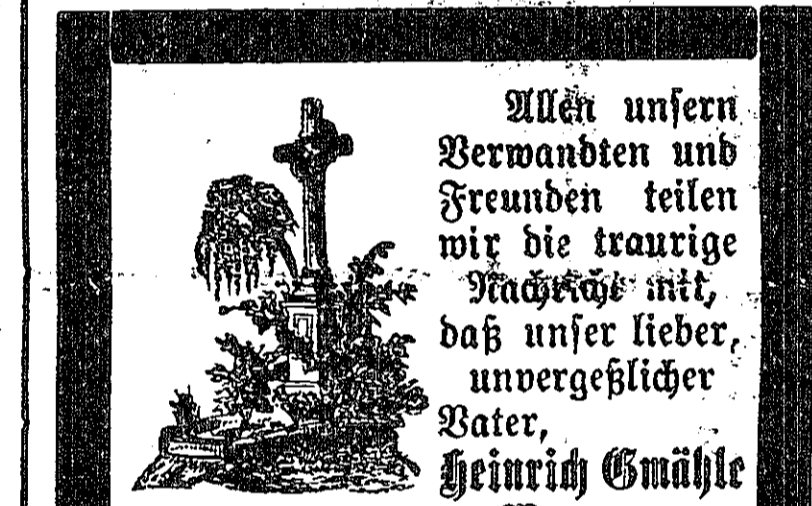 Allen unsern
Verwandten und
Freunden teilen
wir die traurige
Nachricht mit,
daß unser lieber,
unvergeßlicher
Vater,
Heinrich Gmähle